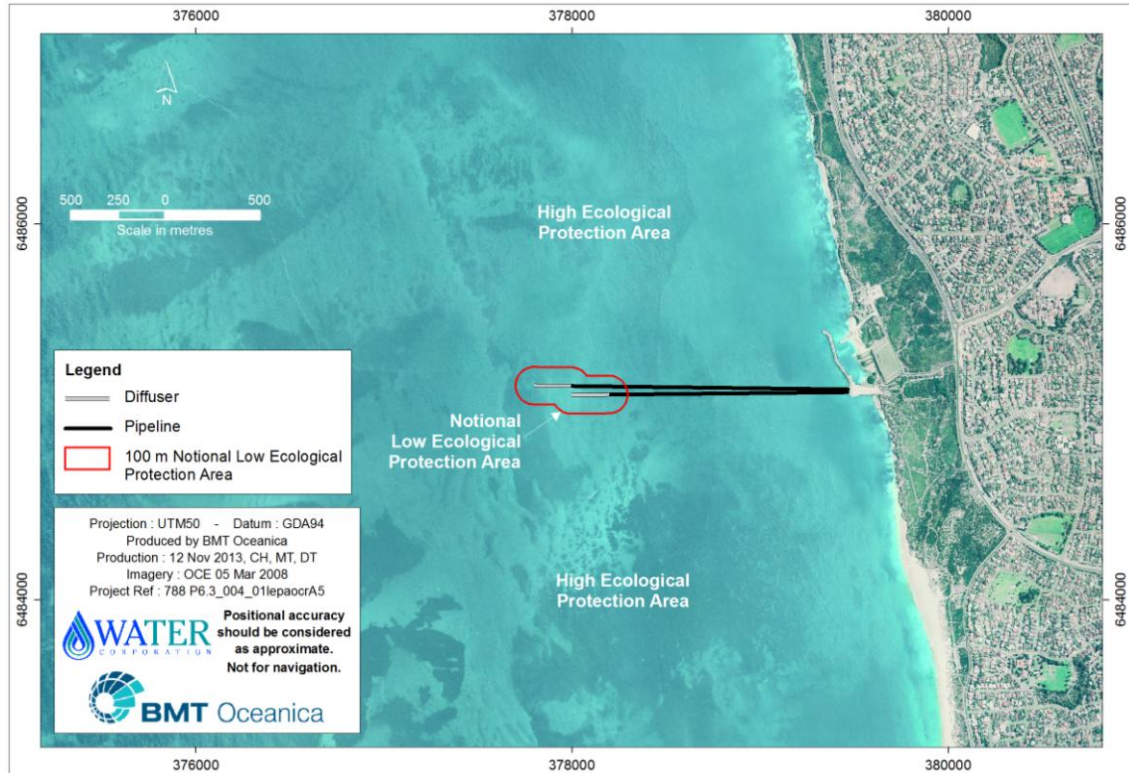 376000
378000
380000
N
500 250 0 500
Scale in metres
High Ecological
Protection Area
6486000
6486000
Legend
Diffuser
Pipeline
100 m Notional Low Ecological
Protection Area
Notional
Low Ecological
Protection Area
Projection : UTM50 - Datum : GDA94
Produced by BMT Oceanica
Production : 12 Nov 2013, CH, MT, DT
Imagery : OCE 05 Mar 2008
Project Ref : 788 P6.3_004_01lepaocrA5
WATER
CORPORATION
Positional accuracy
should be considered
as approximate.
Not for navigation.
BMT Oceanica
High Ecological
Protection Area
6484000
6484000
376000
378000
380000